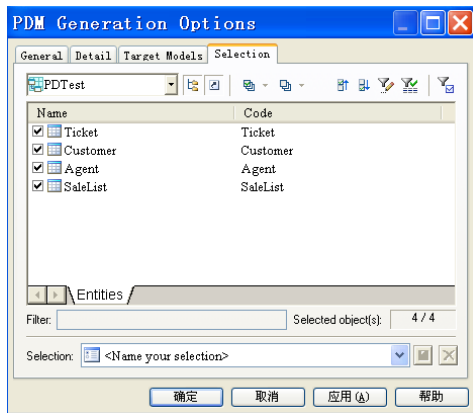 PDM Generation Options
General Detail Target Models Selection
PDTest
Name Code
Ticket Ticket
Customer Customer
Agent Agent
SaleList SaleList
Entities
Filter: Selected object(s): 4 / 4
Selection: <Name your selection>
确定 取消 应用(A) 帮助